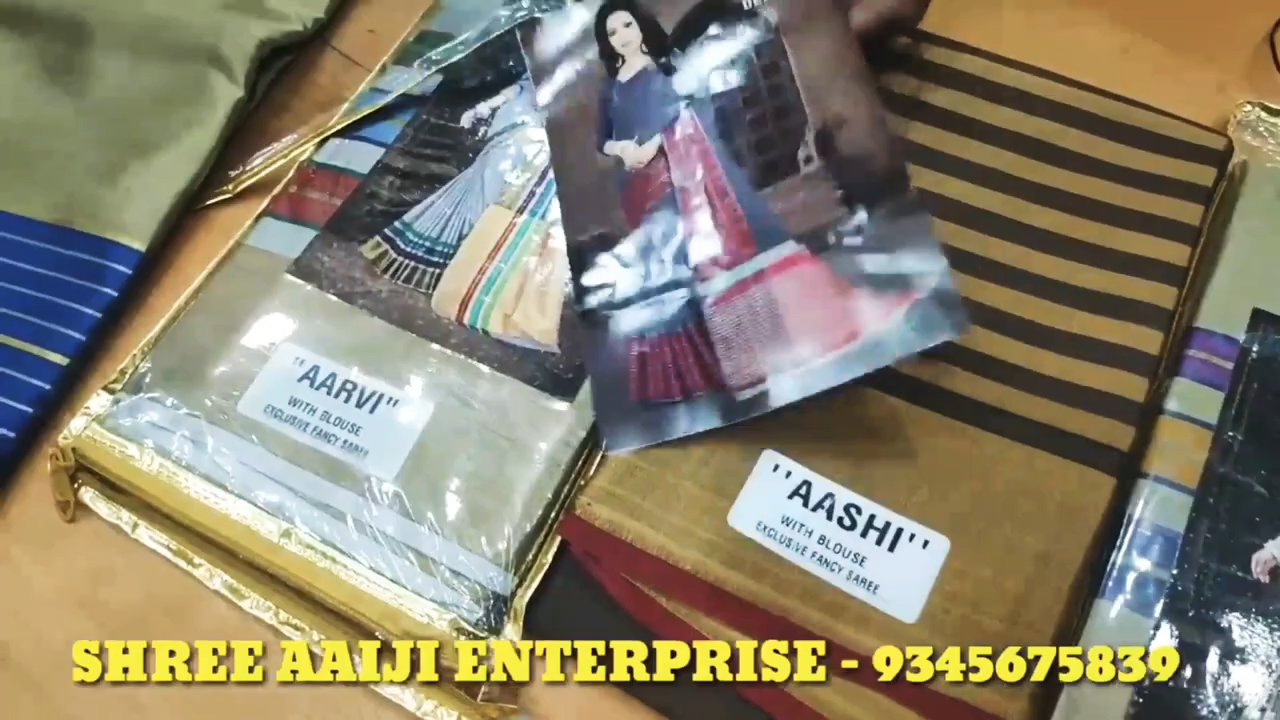 "AARVI"
WITH BLOUSE
EXCLUSIVE FANCY SAREE
''AASHI''
WITH BLOUSE
EXCLUSIVE FANCY SAREE
SHREE AAIJI ENTERPRISE - 9345675839